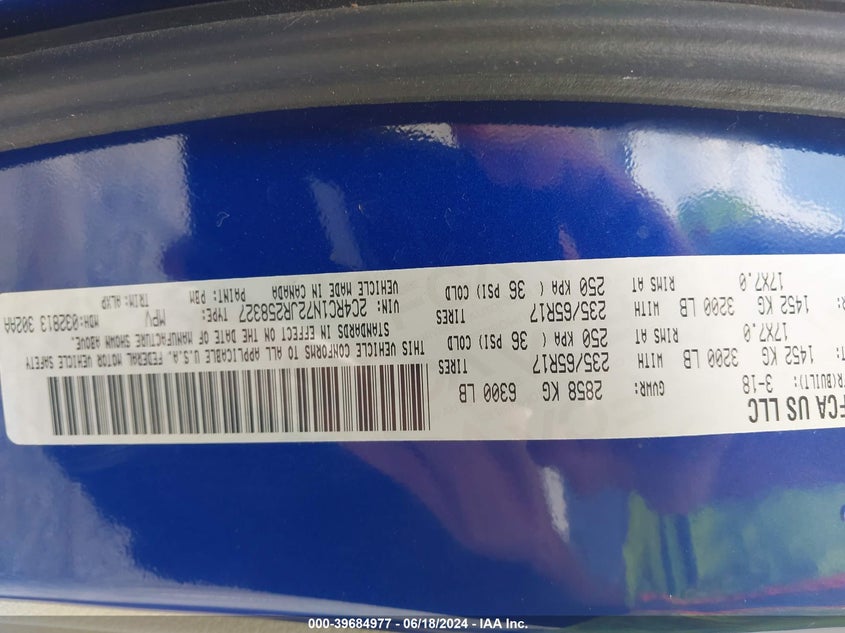 FCA US LLC
R(BUILT): 3-18 GVWR: 2858 KG 6300 LB
R: 1452 KG 3200 LB WITH TIRES 235/65R17
17X7.0 RIMS AT 250 KPA ( 36 PSI) COLD
R: 1452 KG 3200 LB WITH TIRES 235/65R17
17X7.0 RIMS AT 250 KPA ( 36 PSI) COLD
THIS VEHICLE CONFORMS TO ALL APPLICABLE U.S.A. FEDERAL MOTOR VEHICLE SAFETY
STANDARDS IN EFFECT ON THE DATE OF MANUFACTURE SHOWN ABOVE. MDH:032813 302AA
VIN: 2C4RC1N72JR258327 TYPE: MPV
VEHICLE MADE IN CANADA PAINT: PBM TRIM: ALXP
000-39684977 - 06/18/2024 - IAA Inc.